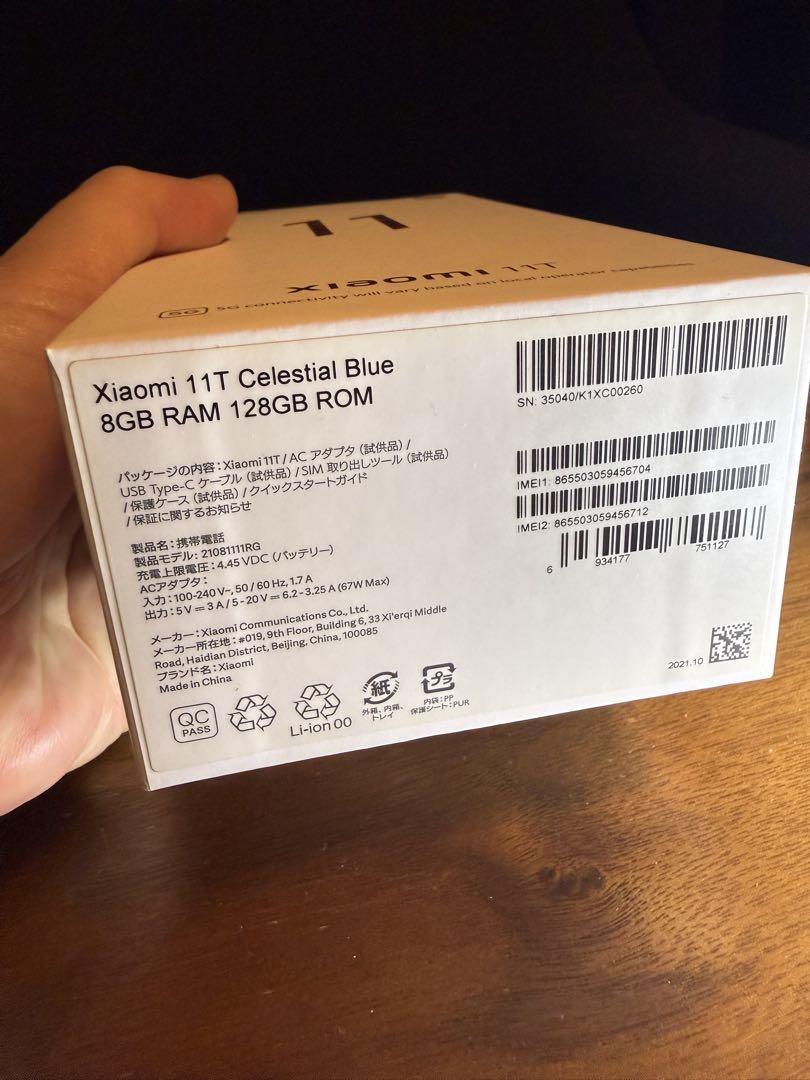 11
xiaomi 11T
5G 5G connectivity will vary based on local operator capabilities
Xiaomi 11T Celestial Blue
8GB RAM 128GB ROM
パッケージの内容：Xiaomi 11T / AC アダプタ（試供品）/
USB Type-C ケーブル（試供品）/ SIM 取り出しツール（試供品）
/ 保護ケース（試供品）/ クイックスタートガイド
/ 保証に関するお知らせ
製品名：携帯電話
製品モデル：21081111RG
充電上限電圧：4.45 VDC（バッテリー）
ACアダプタ：
入力：100-240 V~, 50 / 60 Hz, 1.7 A
出力：5 V = 3 A / 5-20 V = 6.2-3.25 A (67W Max)
メーカー：Xiaomi Communications Co., Ltd.
メーカー所在地：#019, 9th Floor, Building 6, 33 Xi'erqi Middle
Road, Haidian District, Beijing, China, 100085
ブランド名：Xiaomi
Made in China
QC
PASS
Li-ion 00
紙
外箱、内箱、
トレイ
プラ
内袋：PP
保護シート：PUR
SN: 35040/K1XC00260
IMEI1: 865503059456704
IMEI2: 865503059456712
6 934177 751127
2021.10